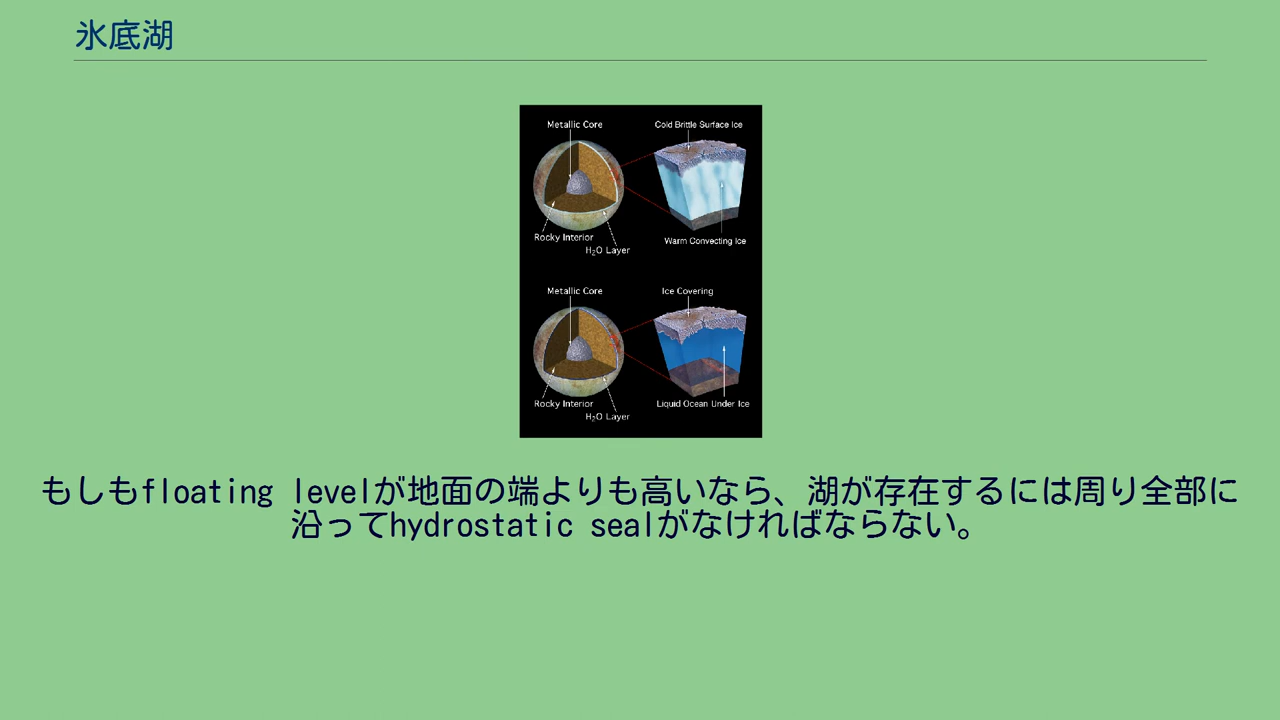 氷底湖
Metallic Core
Cold Brittle Surface Ice
Rocky Interior
H₂O Layer
Warm Convecting Ice
Metallic Core
Ice Covering
Rocky Interior
H₂O Layer
Liquid Ocean Under Ice
もしもfloating levelが地面の端よりも高いなら、湖が存在するには周り全部に
沿ってhydrostatic sealがなければならない。